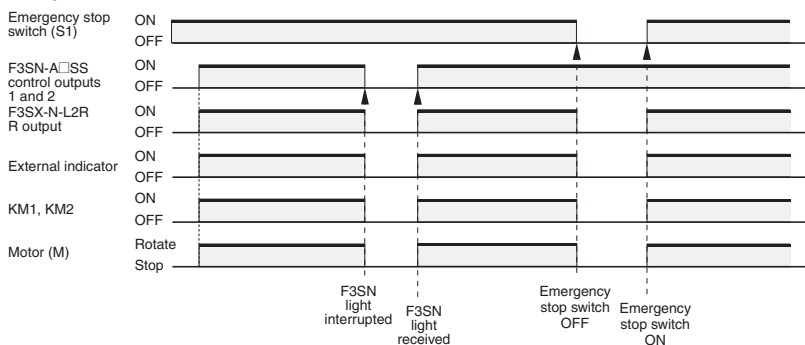 Emergency stop
switch (S1)
ON
OFF
F3SN-A□SS
control outputs
1 and 2
ON
OFF
F3SX-N-L2R
R output
ON
OFF
External indicator
ON
OFF
KM1, KM2
ON
OFF
Motor (M)
Rotate
Stop
F3SN
light
interrupted
F3SN
light
received
Emergency
stop switch
OFF
Emergency
stop switch
ON